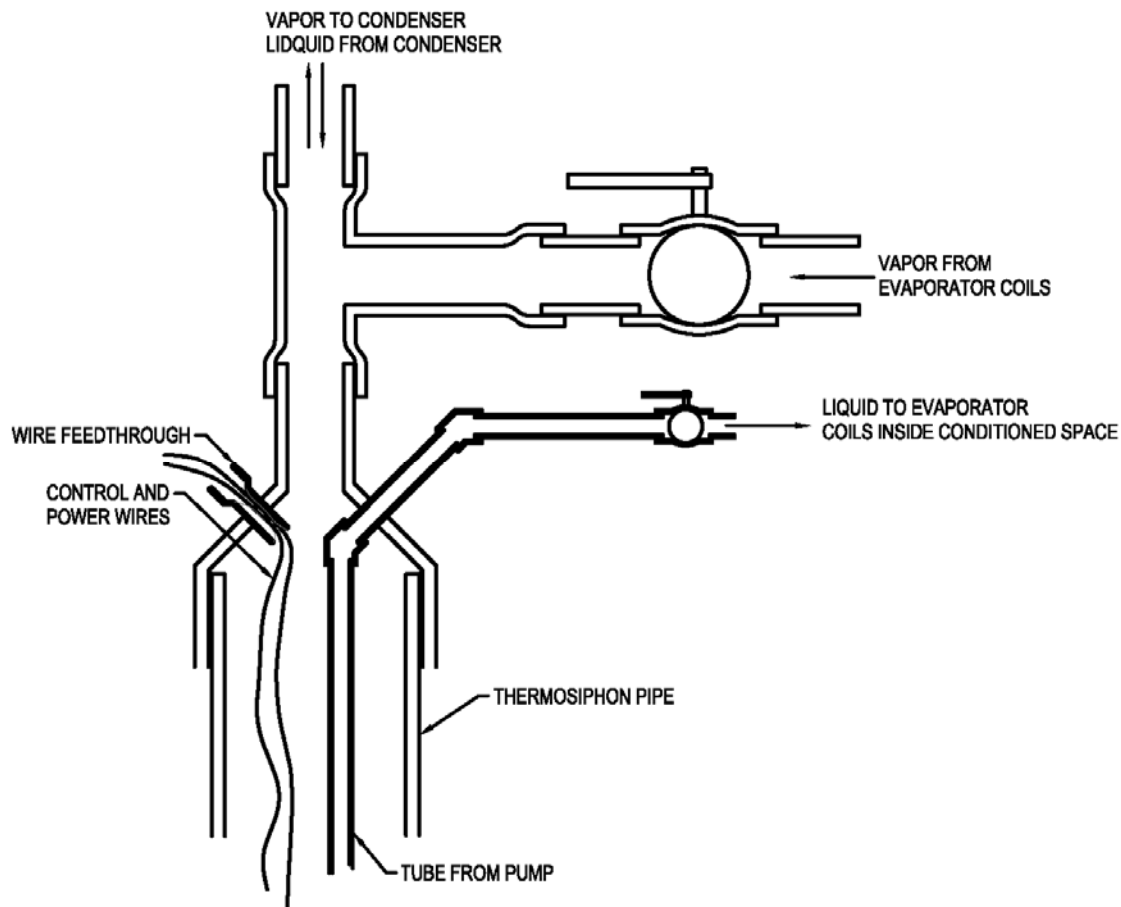 VAPOR TO CONDENSER
LIDQUID FROM CONDENSER
VAPOR FROM
EVAPORATOR COILS
LIQUID TO EVAPORATOR
COILS INSIDE CONDITIONED SPACE
WIRE FEEDTHROUGH
CONTROL AND
POWER WIRES
THERMOSIPHON PIPE
TUBE FROM PUMP